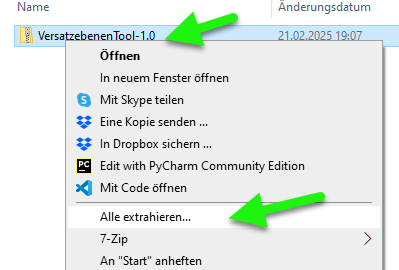 Name
Änderungsdatum
VersatzebenenTool-1.0
21.02.2025 19:07
Öffnen
In neuem Fenster öffnen
Mit Skype teilen
Eine Kopie senden ...
In Dropbox sichern ...
PC Edit with PyCharm Community Edition
Mit Code öffnen
Alle extrahieren...
7-Zip
An "Start" anheften